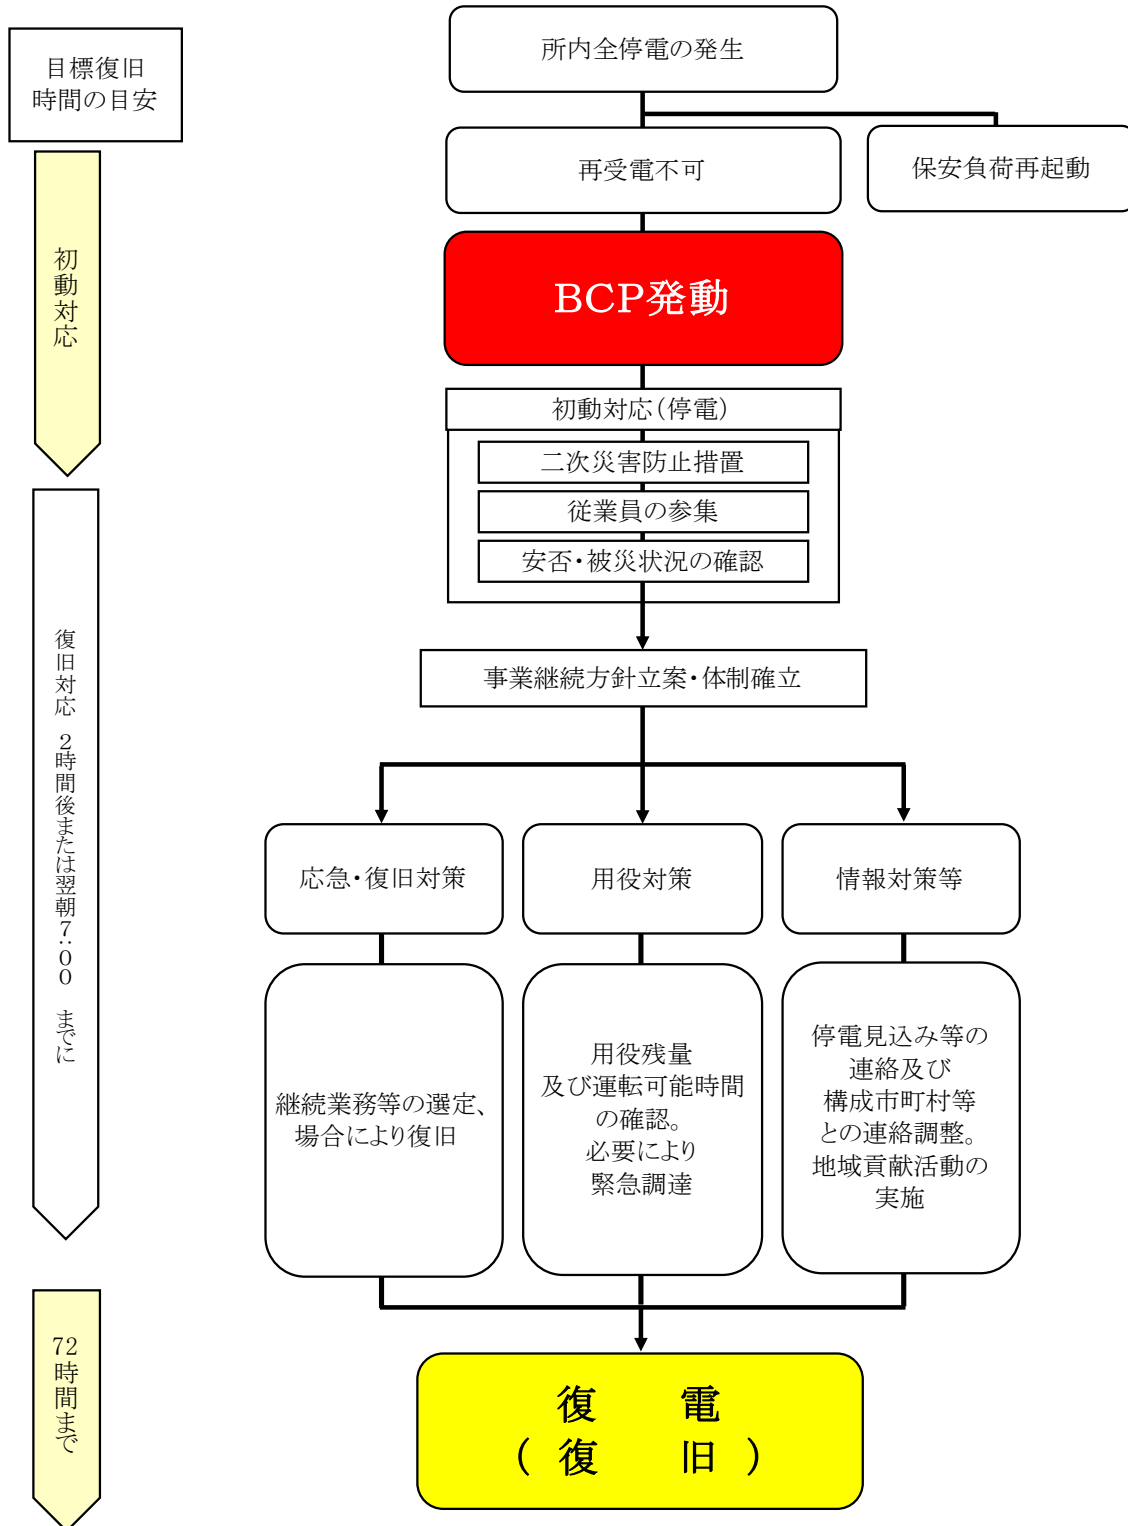 所内全停電の発生
目標復旧
時間の目安
再受電不可
保安負荷再起動
BCP発動
初動対応
初動対応（停電）
二次災害防止措置
従業員の参集
安否・被災状況の確認
復旧対応 2時間後または翌朝7:00 までに
事業継続方針立案・体制確立
応急・復旧対策
用役対策
情報対策等
継続業務等の選定、
場合により復旧
用役残量
及び運転可能時間
の確認。
必要により
緊急調達
停電見込み等の
連絡及び
構成市町村等
との連絡調整。
地域貢献活動の
実施
72時間まで
復 電
（ 復 旧 ）